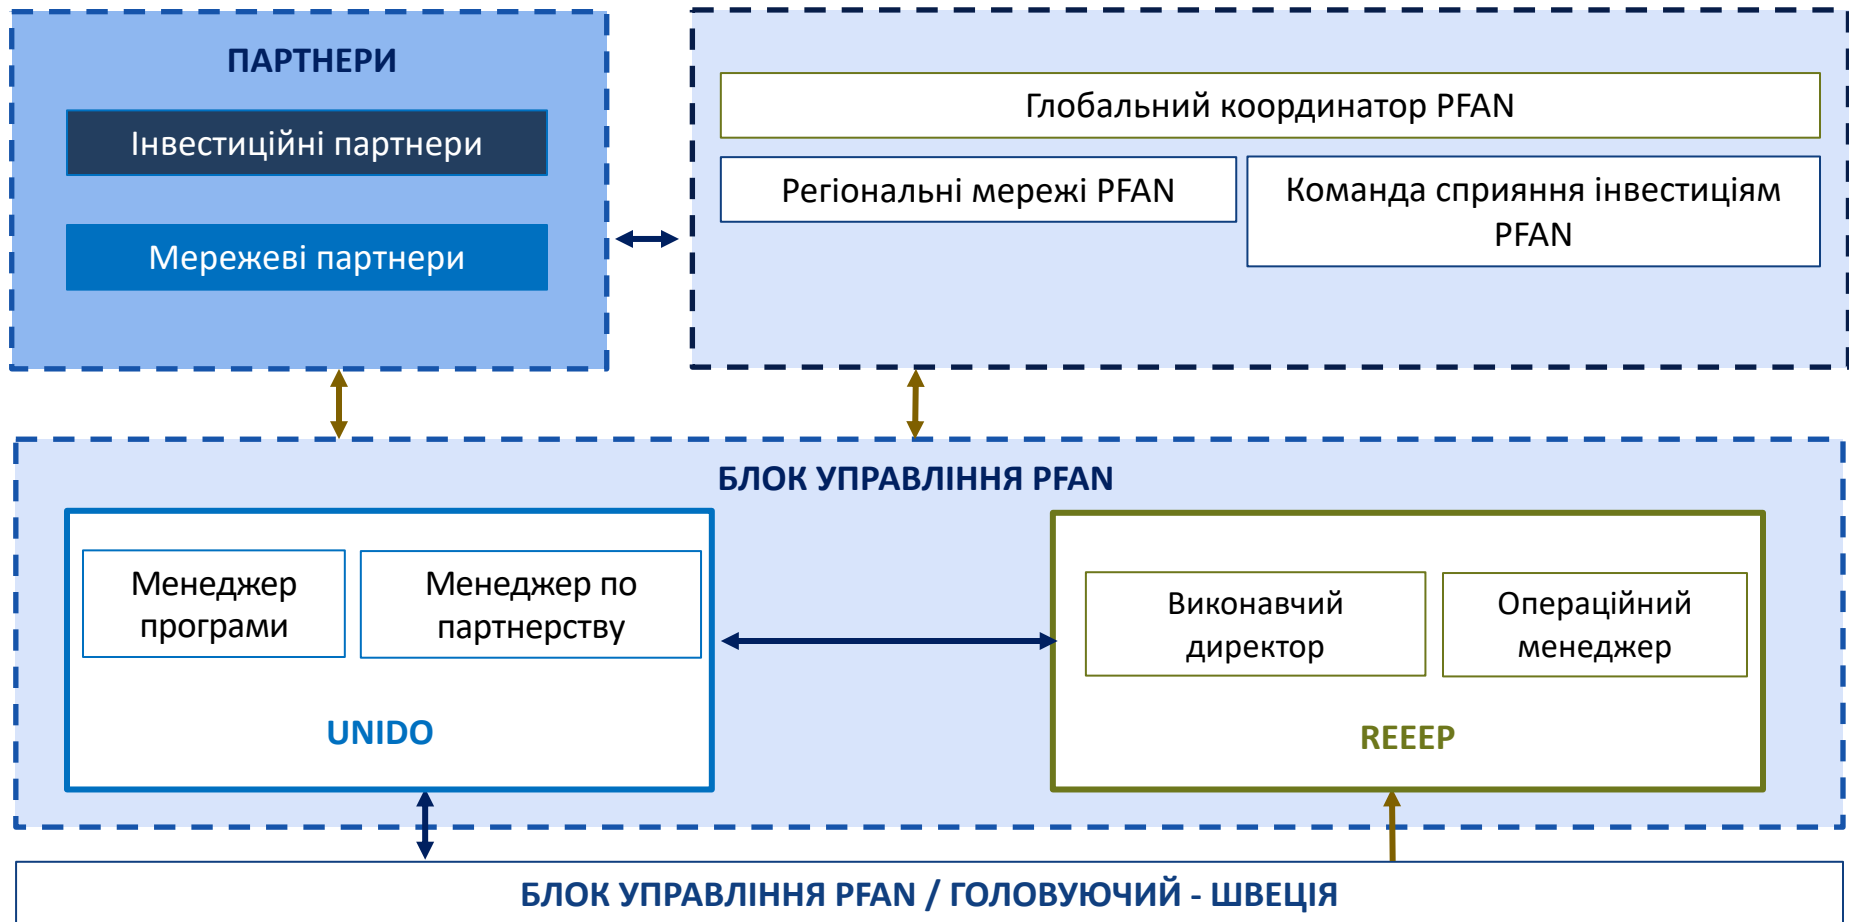 ПАРТНЕРИ
Інвестиційні партнери
Мережеві партнери
Глобальний координатор PFAN
Регіональні мережі PFAN
Команда сприяння інвестиціям
PFAN
БЛОК УПРАВЛІННЯ PFAN
Менеджер
програми
Менеджер по
партнерству
UNIDO
Виконавчий
директор
Операційний
менеджер
REEEP
БЛОК УПРАВЛІННЯ PFAN / ГОЛОВУЮЧИЙ - ШВЕЦІЯ